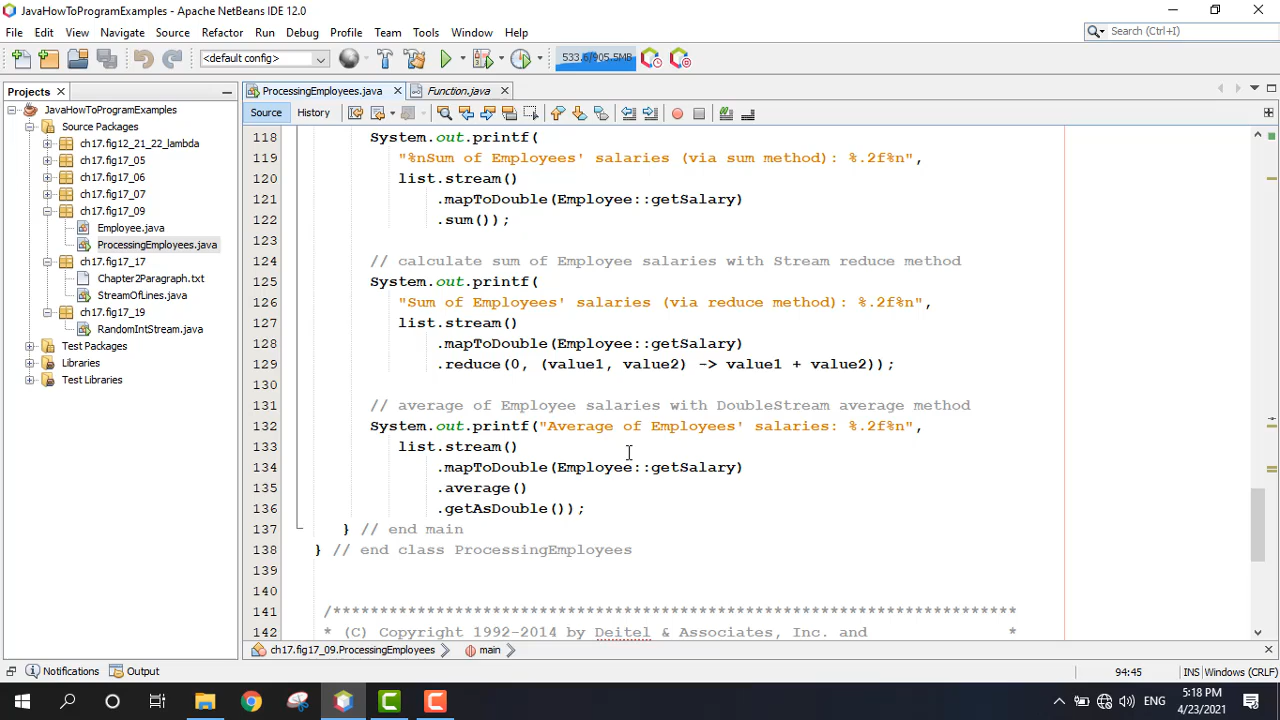 JavaHowToProgramExamples - Apache NetBeans IDE 12.0
File Edit View Navigate Source Refactor Run Debug Profile Team Tools Window Help
Search (Ctrl+I)
<default config> 533.6/905.5MB
Projects
ProcessingEmployees.java Function.java
Source History
JavaHowToProgramExamples
Source Packages
ch17.fig12_21_22_lambda
ch17.fig17_05
ch17.fig17_06
ch17.fig17_07
ch17.fig17_09
Employee.java
ProcessingEmployees.java
ch17.fig17_17
Chapter2Paragraph.txt
StreamOfLines.java
ch17.fig17_19
RandomIntStream.java
Test Packages
Libraries
Test Libraries
118 System.out.printf(
119 "%nSum of Employees' salaries (via sum method): %.2f%n",
120 list.stream()
121 .mapToDouble(Employee::getSalary)
122 .sum());
123
124 // calculate sum of Employee salaries with Stream reduce method
125 System.out.printf(
126 "Sum of Employees' salaries (via reduce method): %.2f%n",
127 list.stream()
128 .mapToDouble(Employee::getSalary)
129 .reduce(0, (value1, value2) -> value1 + value2));
130
131 // average of Employee salaries with DoubleStream average method
132 System.out.printf("Average of Employees' salaries: %.2f%n",
133 list.stream()
134 .mapToDouble(Employee::getSalary)
135 .average()
136 .getAsDouble());
137 } // end main
138 } // end class ProcessingEmployees
139
140
141 /**************************************************************************
142 * (C) Copyright 1992-2014 by Deitel & Associates, Inc. and *
ch17.fig17_09.ProcessingEmployees main
Notifications Output
94:45 INS Windows (CRLF)
ENG
5:18 PM
4/23/2021